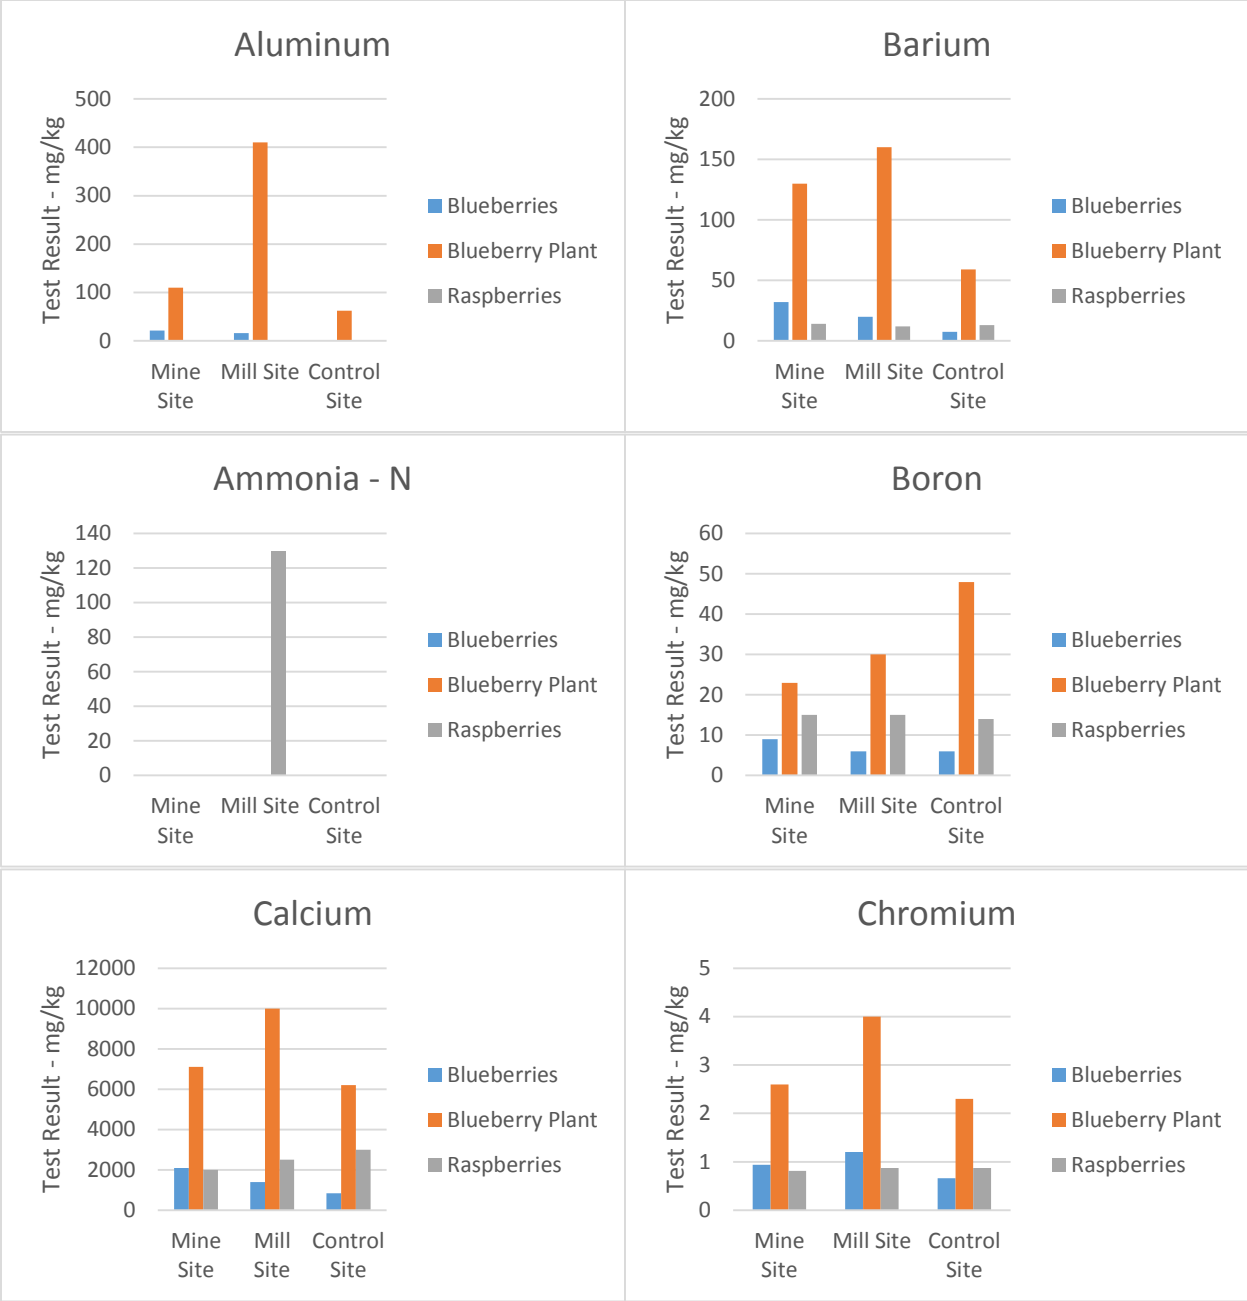 Aluminum
Test Result - mg/kg
500
400
300
200
100
0
Mine Site
Mill Site
Control Site
Blueberries
Blueberry Plant
Raspberries
Barium
Test Result - mg/kg
200
150
100
50
0
Mine Site
Mill Site
Control Site
Blueberries
Blueberry Plant
Raspberries
Ammonia - N
Test Result - mg/kg
140
120
100
80
60
40
20
0
Mine Site
Mill Site
Control Site
Blueberries
Blueberry Plant
Raspberries
Boron
Test Result - mg/kg
60
50
40
30
20
10
0
Mine Site
Mill Site
Control Site
Blueberries
Blueberry Plant
Raspberries
Calcium
Test Result - mg/kg
12000
10000
8000
6000
4000
2000
0
Mine Site
Mill Site
Control Site
Blueberries
Blueberry Plant
Raspberries
Chromium
Test Result - mg/kg
5
4
3
2
1
0
Mine Site
Mill Site
Control Site
Blueberries
Blueberry Plant
Raspberries